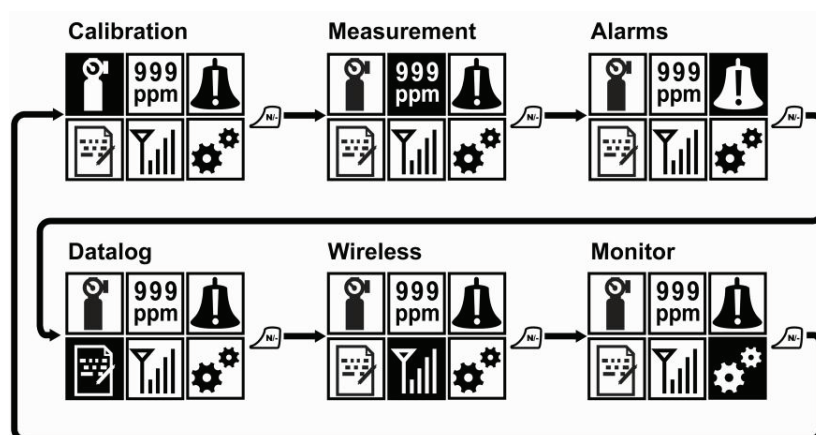 Calibration
Measurement
Alarms
999 ppm
999 ppm
999 ppm
N/-
N/-
N/-
Datalog
Wireless
Monitor
999 ppm
999 ppm
999 ppm
N/-
N/-
N/-